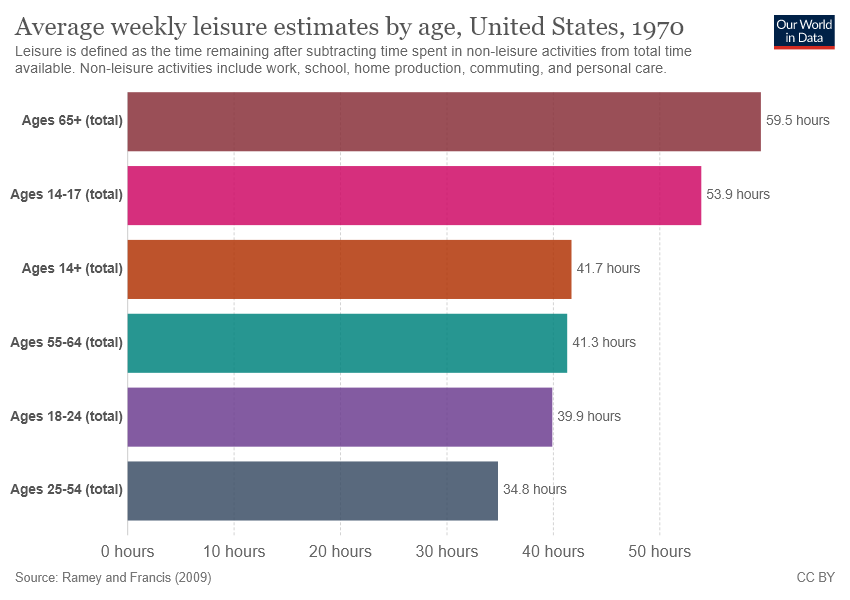 Average weekly leisure estimates by age, United States, 1970
Our World
in Data
Leisure is defined as the time remaining after subtracting time spent in non-leisure activities from total time
available. Non-leisure activities include work, school, home production, commuting, and personal care.
Ages 65+ (total)
59.5 hours
Ages 14-17 (total)
53.9 hours
Ages 14+ (total)
41.7 hours
Ages 55-64 (total)
41.3 hours
Ages 18-24 (total)
39.9 hours
Ages 25-54 (total)
34.8 hours
0 hours
10 hours
20 hours
30 hours
40 hours
50 hours
Source: Ramey and Francis (2009)
CC BY